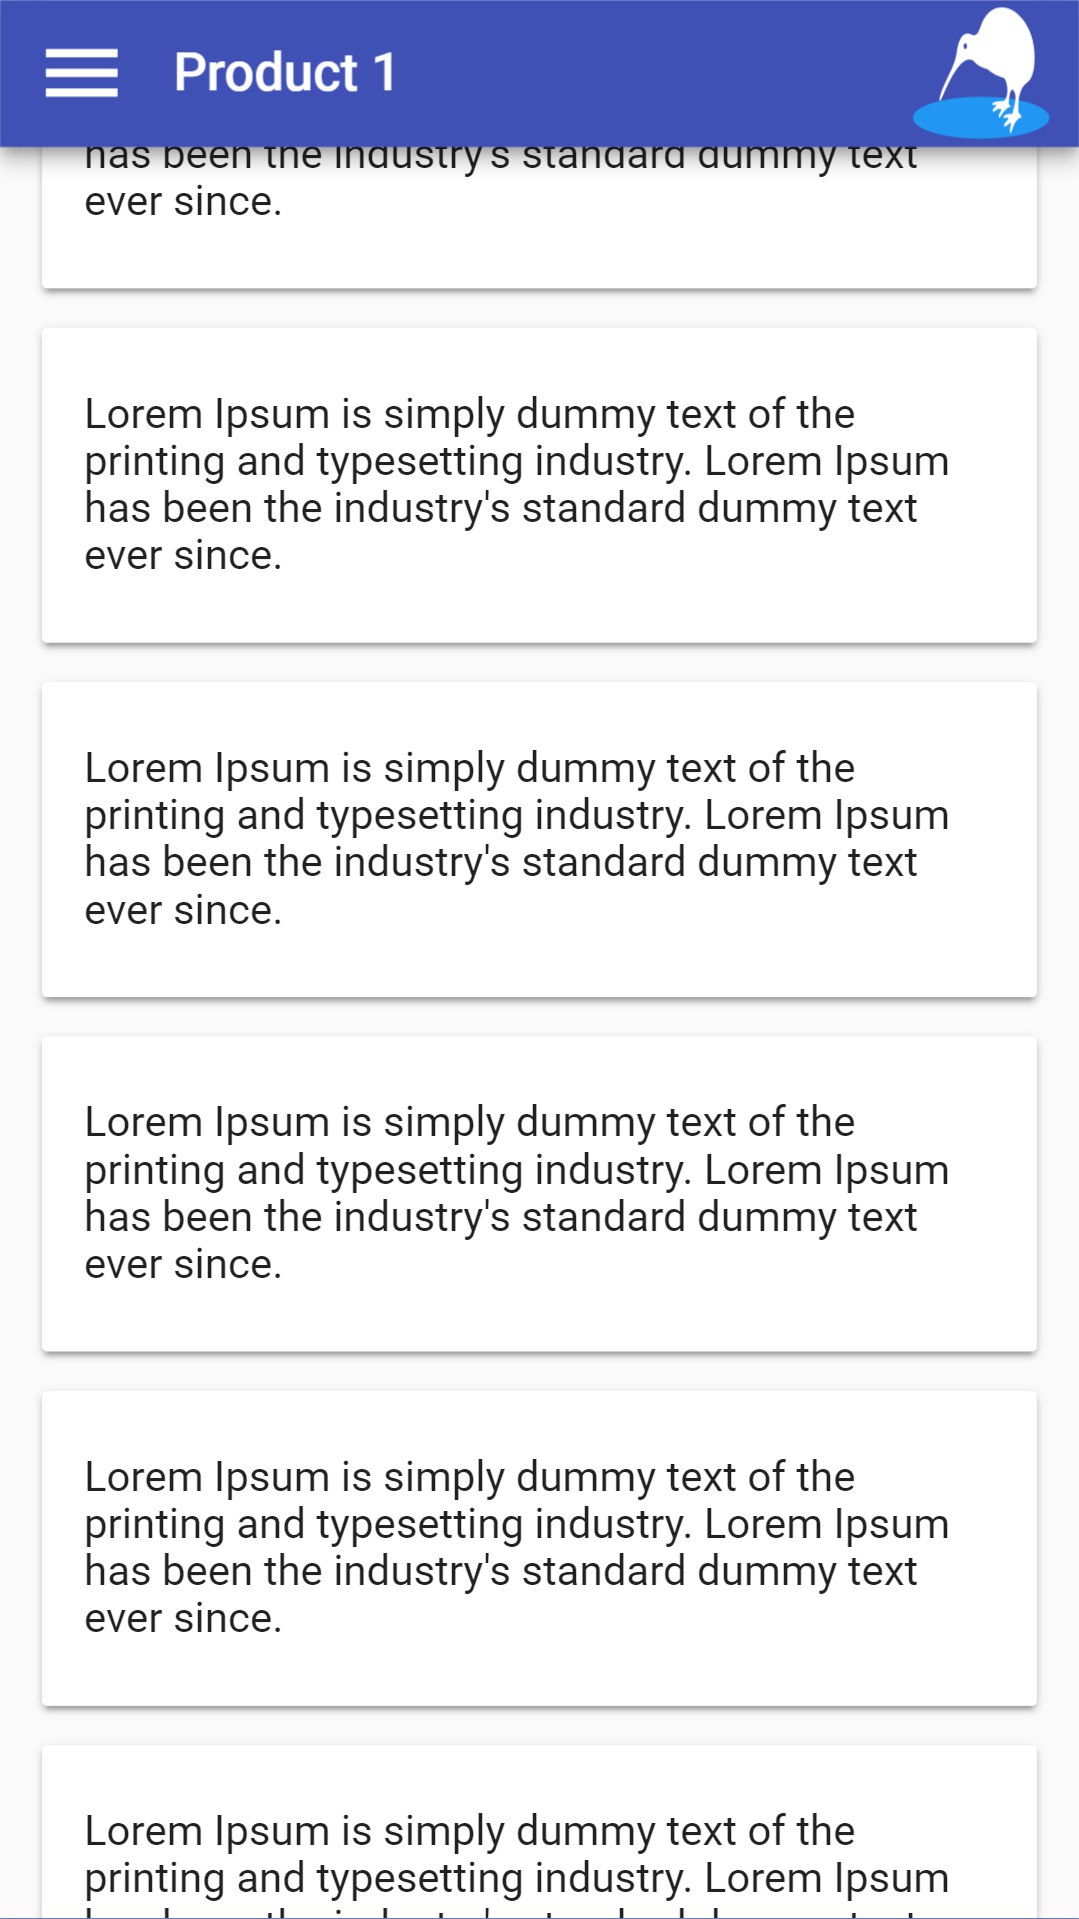 Product 1
has been the industry's standard dummy text
ever since.
Lorem Ipsum is simply dummy text of the
printing and typesetting industry. Lorem Ipsum
has been the industry's standard dummy text
ever since.
Lorem Ipsum is simply dummy text of the
printing and typesetting industry. Lorem Ipsum
has been the industry's standard dummy text
ever since.
Lorem Ipsum is simply dummy text of the
printing and typesetting industry. Lorem Ipsum
has been the industry's standard dummy text
ever since.
Lorem Ipsum is simply dummy text of the
printing and typesetting industry. Lorem Ipsum
has been the industry's standard dummy text
ever since.
Lorem Ipsum is simply dummy text of the
printing and typesetting industry. Lorem Ipsum